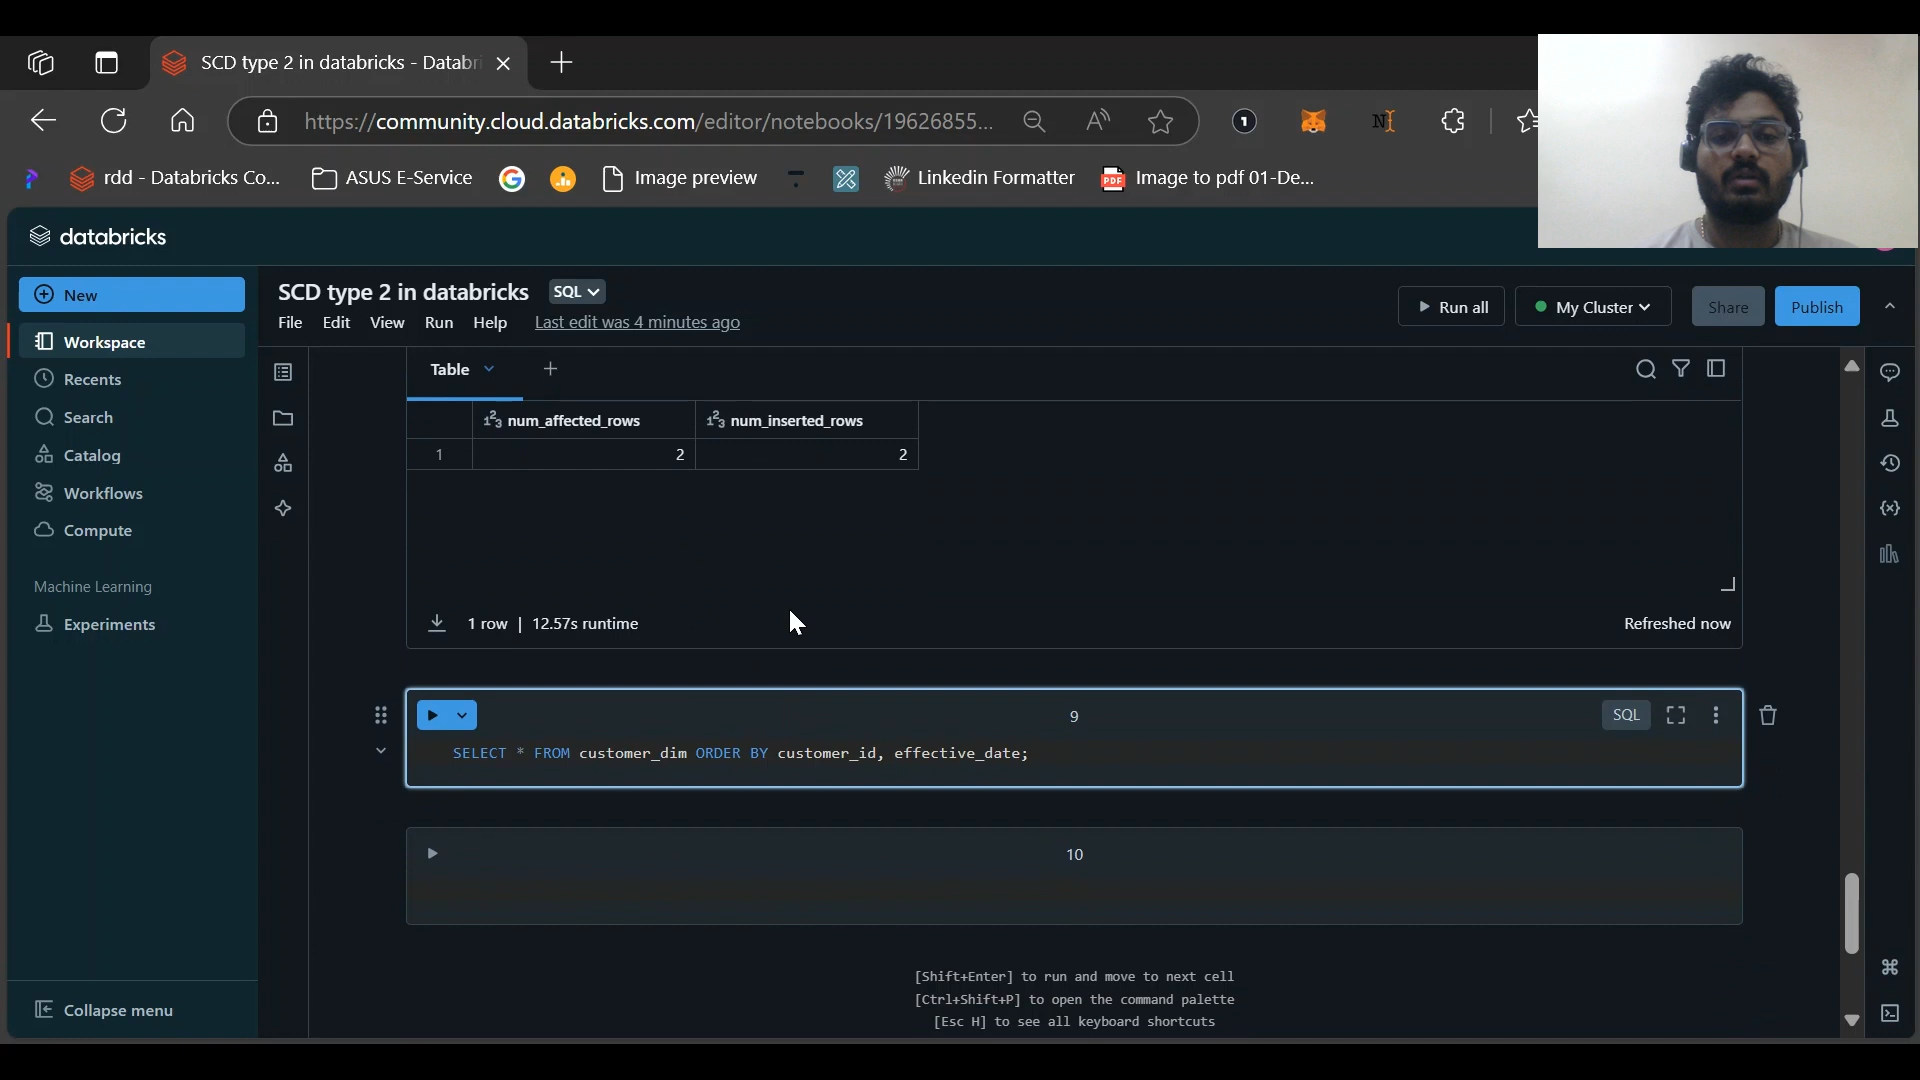 SCD type 2 in databricks - Databri
https://community.cloud.databricks.com/editor/notebooks/19626855...
rdd - Databricks Co...
ASUS E-Service
Image preview
Linkedin Formatter
PDF
Image to pdf 01-De...
databricks
New
SCD type 2 in databricks
SQL
Run all
My Cluster
Share
Publish
File Edit View Run Help Last edit was 4 minutes ago
Workspace
Recents
Search
Catalog
Workflows
Compute
Machine Learning
Experiments
Collapse menu
Table
num_affected_rows num_inserted_rows
1 2 2
1 row | 12.57s runtime
Refreshed now
9
SQL
SELECT * FROM customer_dim ORDER BY customer_id, effective_date;
10
[Shift+Enter] to run and move to next cell
[Ctrl+Shift+P] to open the command palette
[Esc H] to see all keyboard shortcuts